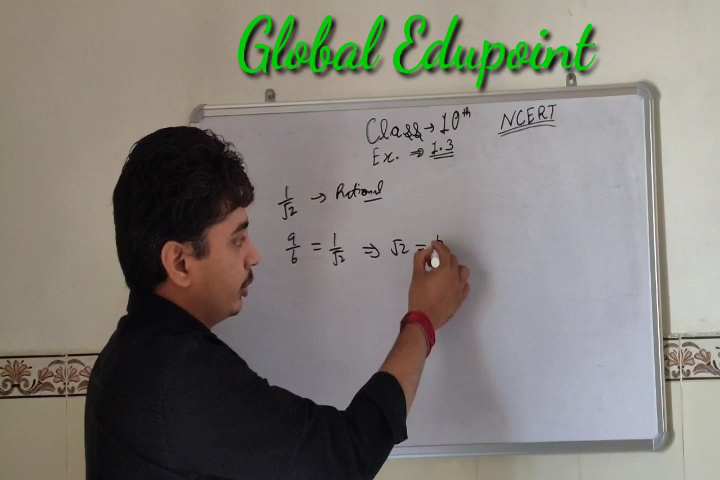 Global Edupoint
Class → 10th
NCERT
Ex. ⇒ 1.3
1/√2 → Rational
a/b = 1/√2 ⇒ √2 =